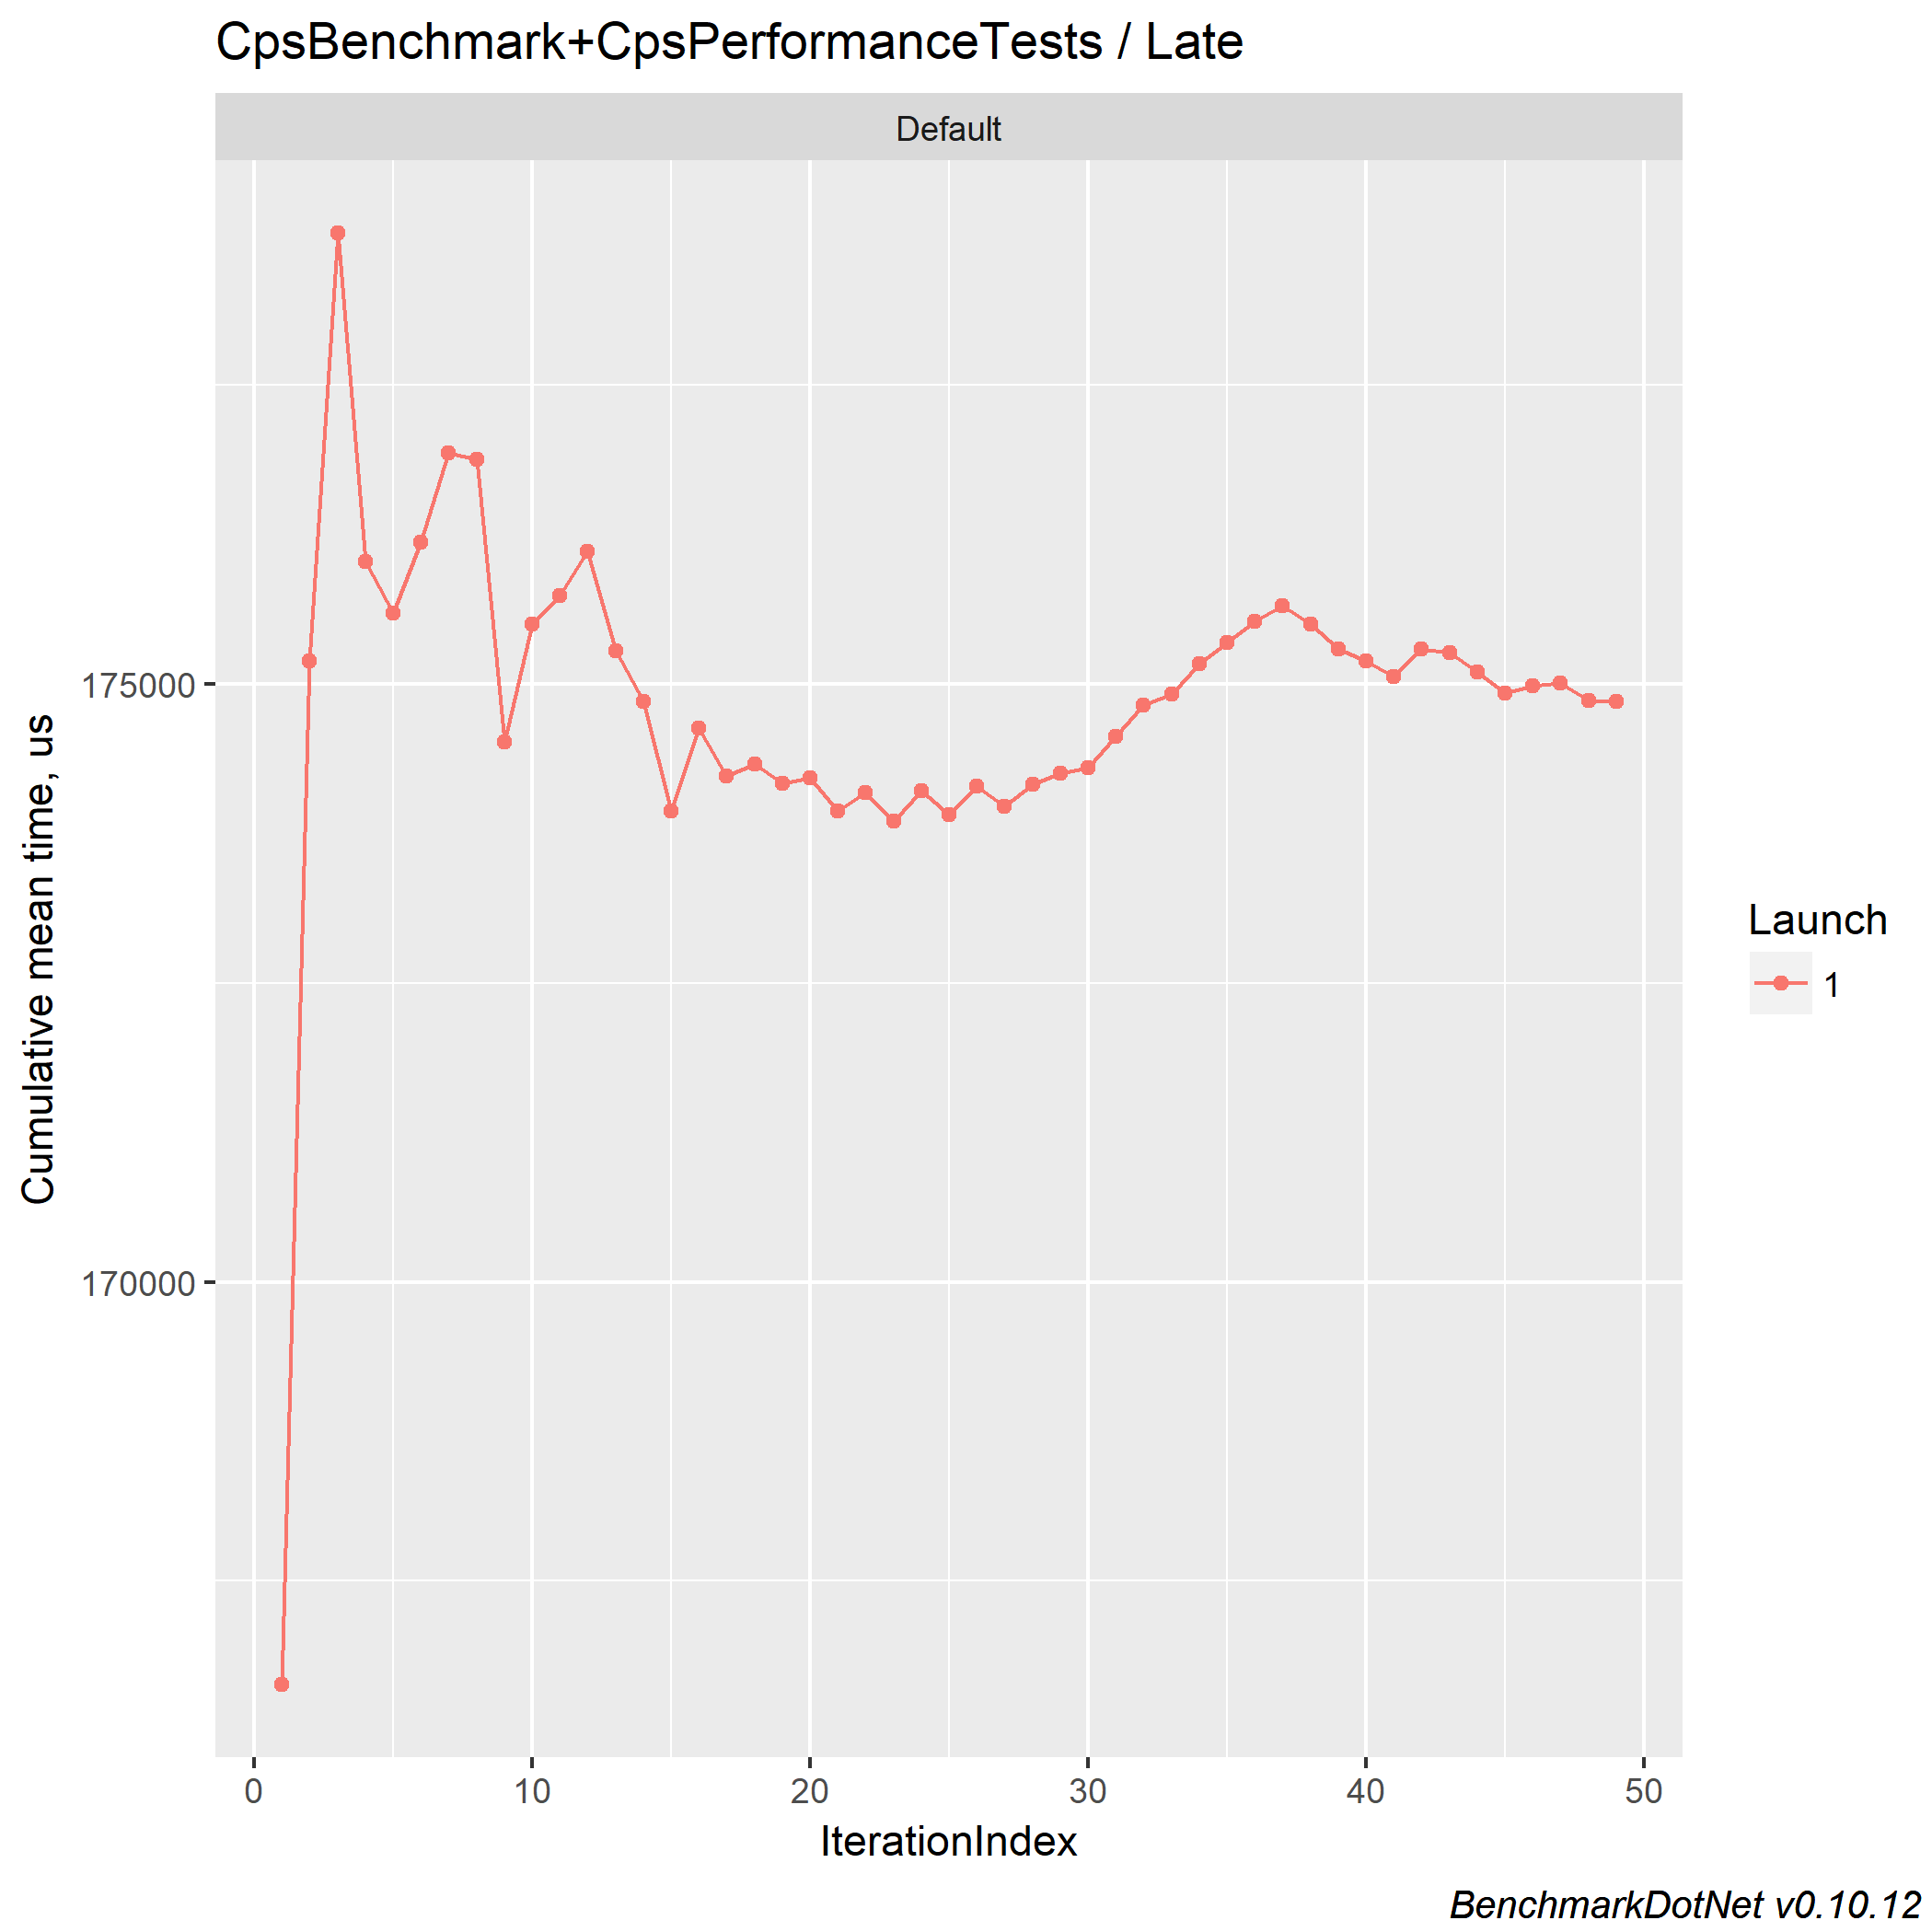 CpsBenchmark+CpsPerformanceTests / Late
Default
175000
170000
Cumulative mean time, us
0 10 20 30 40 50
IterationIndex
Launch
1
BenchmarkDotNet v0.10.12